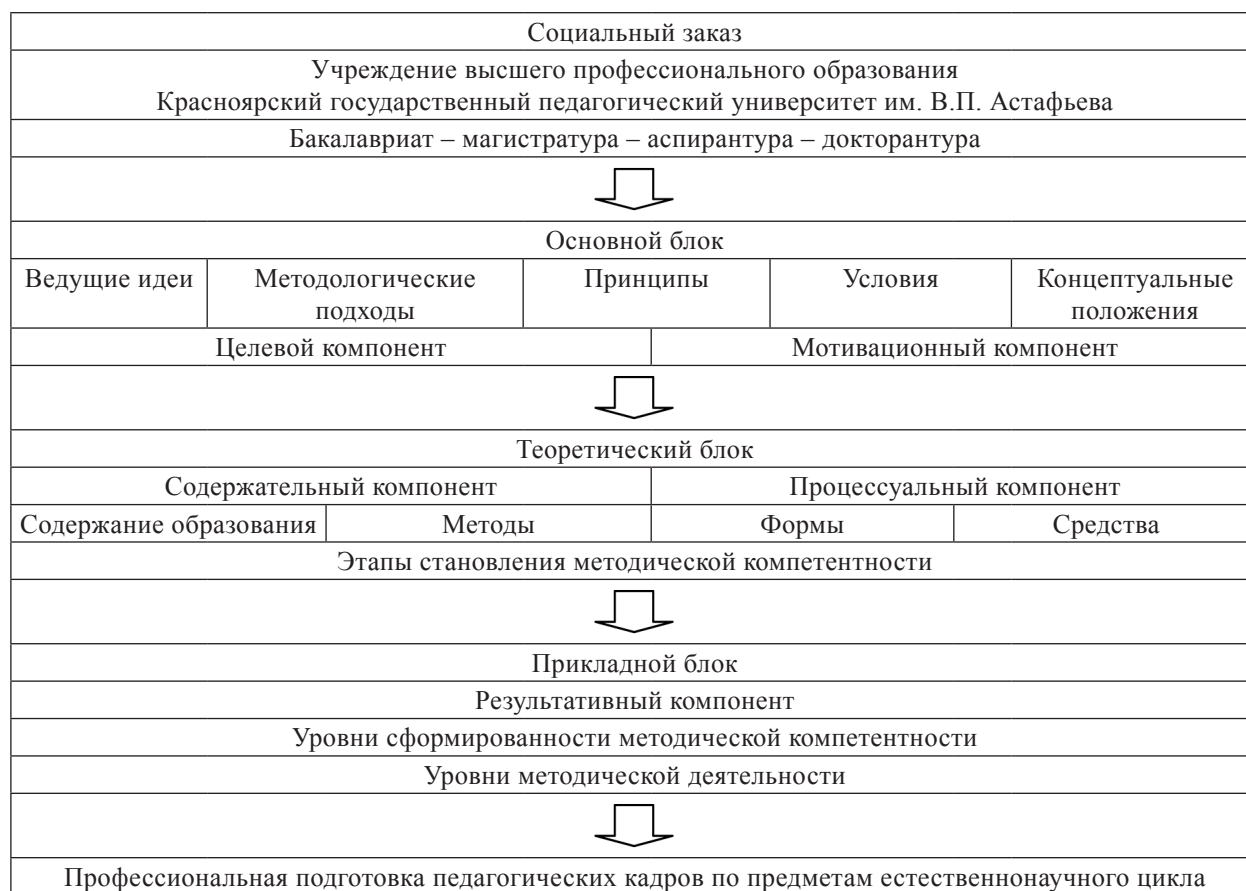 Социальный заказ
Учреждение высшего профессионального образования
Красноярский государственный педагогический университет им. В.П. Астафьева
Бакалавриат – магистратура – аспирантура – докторантура
Основной блок
Ведущие идеи
Методологические
подходы
Принципы
Условия
Концептуальные
положения
Целевой компонент
Мотивационный компонент
Теоретический блок
Содержательный компонент
Процессуальный компонент
Содержание образования
Методы
Формы
Средства
Этапы становления методической компетентности
Прикладной блок
Результативный компонент
Уровни сформированности методической компетентности
Уровни методической деятельности
Профессиональная подготовка педагогических кадров по предметам естественнонаучного цикла